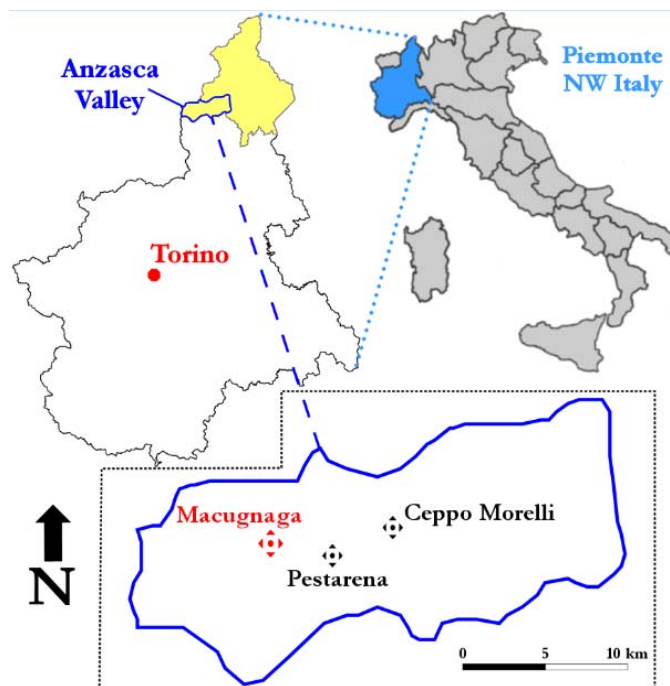 Anzasca
Valley
Piemonte
NW Italy
Torino
Macugnaga
Ceppo Morelli
Pestarena
N
0 5 10 km